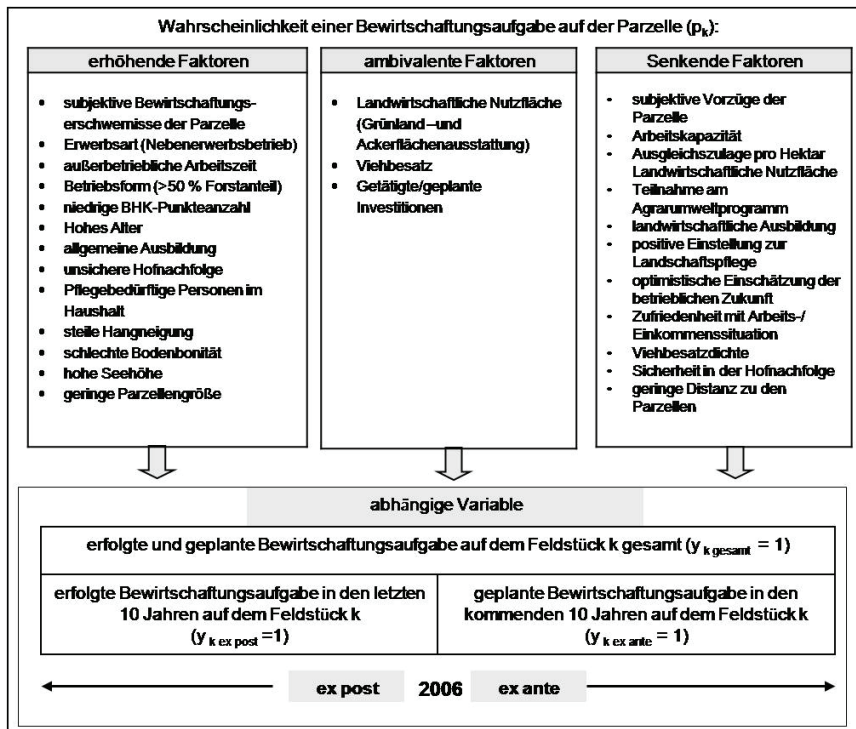 Wahrscheinlichkeit einer Bewirtschaftungsaufgabe auf der Parzelle (pk):
erhöhende Faktoren
• subjektive Bewirtschaftungs-
erschwernisse der Parzelle
• Erwerbsart (Nebenerwerbsbetrieb)
• außerbetriebliche Arbeitszeit
• Betriebsform (>50 % Forstanteil)
• niedrige BHK-Punkteanzahl
• Hohes Alter
• allgemeine Ausbildung
• unsichere Hofnachfolge
• Pflegebedürftige Personen im
Haushalt
• steile Hangneigung
• schlechte Bodenbonität
• hohe Seehöhe
• geringe Parzellengröße
ambivalente Faktoren
• Landwirtschaftliche Nutzfläche
(Grünland–und
Ackerflächenausstattung)
• Viehbesatz
• Getätigte/geplante
Investitionen
Senkende Faktoren
• subjektive Vorzüge der
Parzelle
• Arbeitskapazität
• Ausgleichszulage pro Hektar
Landwirtschaftliche Nutzfläche
• Teilnahme am
Agrarumweltprogramm
• landwirtschaftliche Ausbildung
• positive Einstellung zur
Landschaftspflege
• optimistische Einschätzung der
betrieblichen Zukunft
• Zufriedenheit mit Arbeits-/
Einkommenssituation
• Viehbesatzdichte
• Sicherheit in der Hofnachfolge
• geringe Distanz zu den
Parzellen
abhängige Variable
erfolgte und geplante Bewirtschaftungsaufgabe auf dem Feldstück k gesamt (y k gesamt = 1)
erfolgte Bewirtschaftungsaufgabe in den letzten
10 Jahren auf dem Feldstück k
(y k ex post =1)
geplante Bewirtschaftungsaufgabe in den
kommenden 10 Jahren auf dem Feldstück k
(y k ex ante = 1)
ex post 2006 ex ante